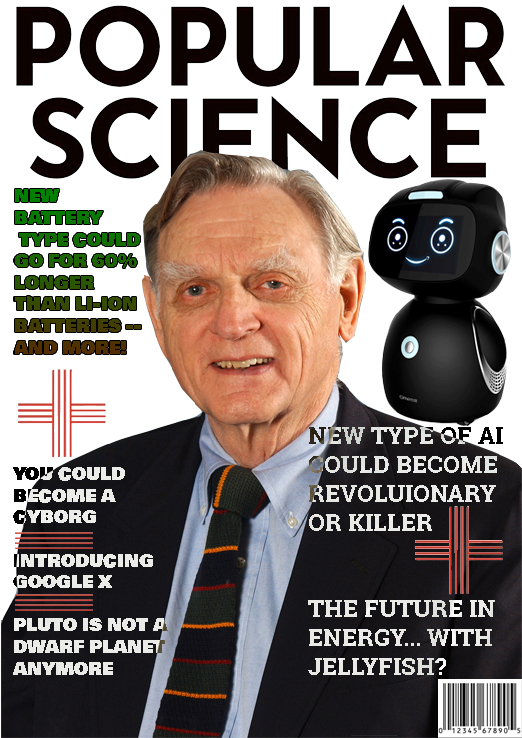 POPULAR
SCIENCE
NEW
BATTERY
TYPE COULD
GO FOR 60%
LONGER
THAN LI-ION
BATTERIES --
AND MORE!
YOU COULD
BECOME A
CYBORG
INTRODUCING
GOOGLE X
PLUTO IS NOT A
DWARF PLANET
ANYMORE
NEW TYPE OF AI
COULD BECOME
REVOLUIONARY
OR KILLER
THE FUTURE IN
ENERGY... WITH
JELLYFISH?
0 12345 67890 5